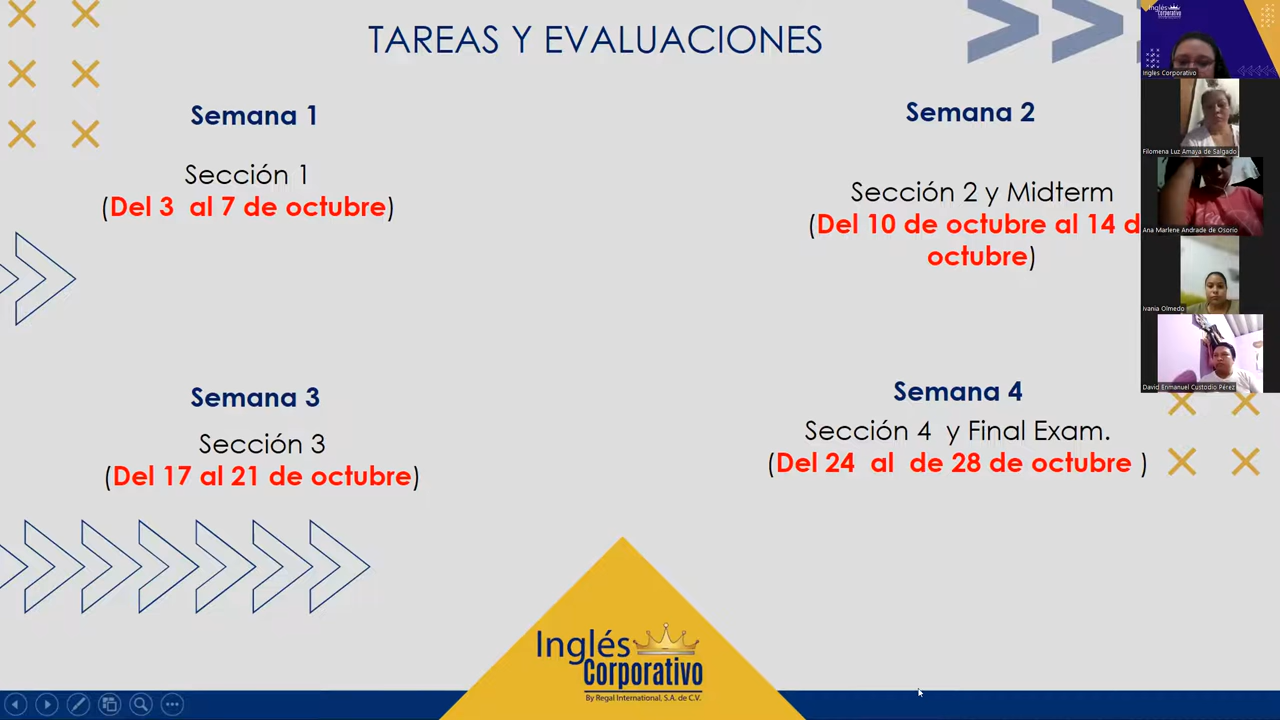 TAREAS Y EVALUACIONES
Semana 1
Sección 1
(Del 3 al 7 de octubre)
Semana 2
Sección 2 y Midterm
(Del 10 de octubre al 14 d
octubre)
Semana 3
Sección 3
(Del 17 al 21 de octubre)
Semana 4
Sección 4 y Final Exam.
(Del 24 al de 28 de octubre )
Inglés
Corporativo
By Regal International, S.A. de C.V.
Inglés
Corporativo
Ingles Corporativo
Filomena Luz Amaya de Salgado
Ana Marlene Andrade de Osorio
Ivania Olmedo
David Enmanuel Custodio Pérez